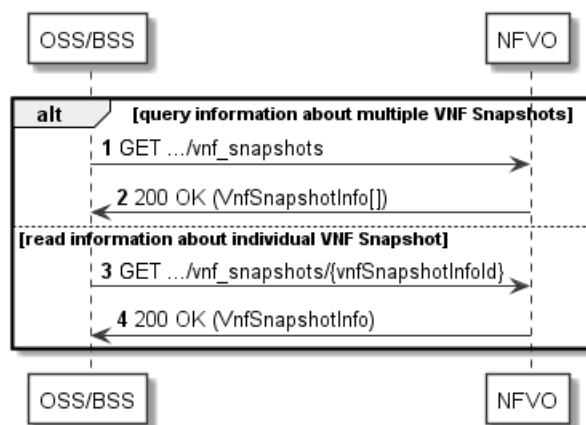 OSS/BSS NFVO
alt [query information about multiple VNF Snapshots]
1 GET .../vnf_snapshots
2 200 OK (VnfSnapshotInfo[])
[read information about individual VNF Snapshot]
3 GET .../vnf_snapshots/{vnfSnapshotInfoId}
4 200 OK (VnfSnapshotInfo)
OSS/BSS NFVO